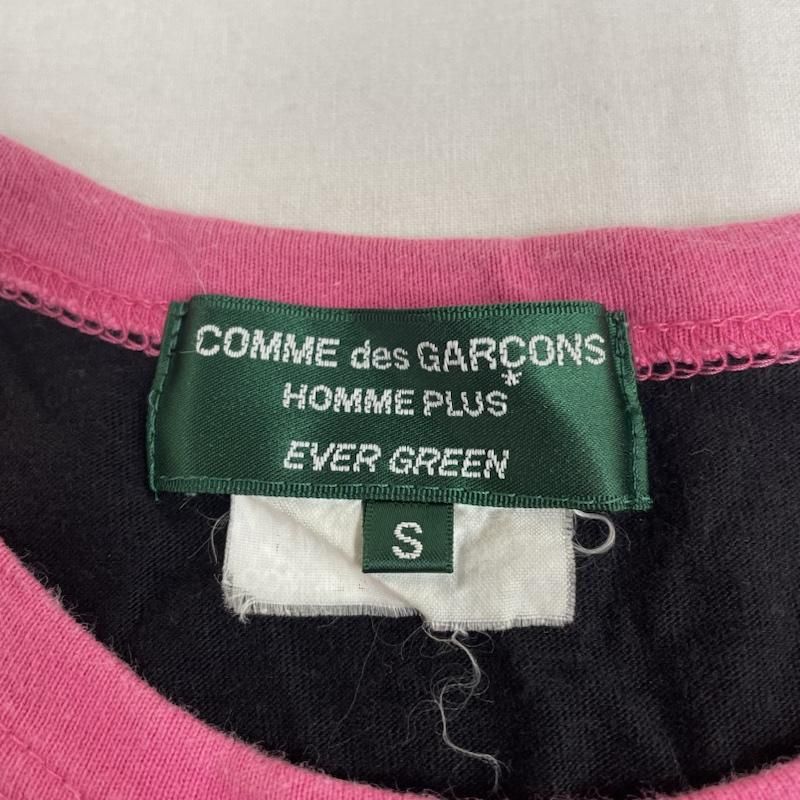 COMME des GARÇONS
HOMME PLUS*
EVER GREEN
S